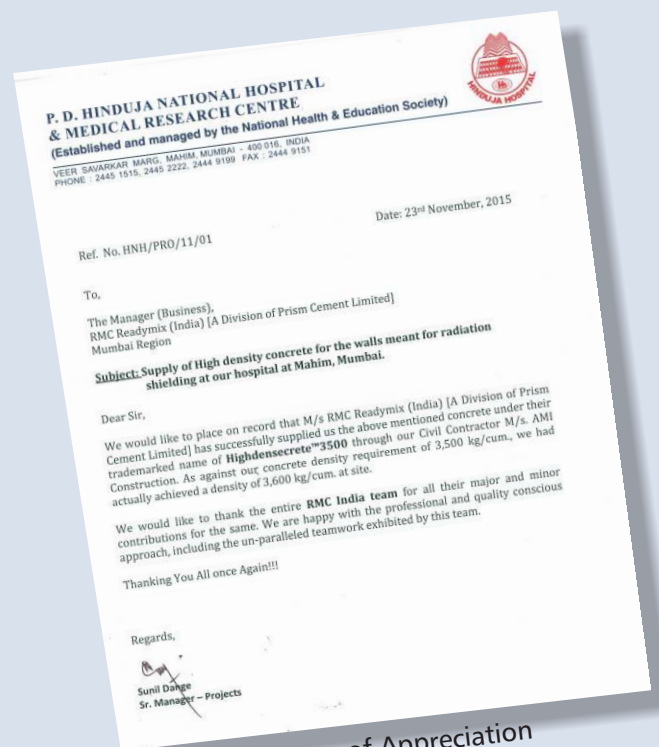 P. D. HINDUJA NATIONAL HOSPITAL
& MEDICAL RESEARCH CENTRE
(Established and managed by the National Health & Education Society)
VEER SAVARKAR MARG, MAHIM, MUMBAI - 400 016, INDIA
PHONE : 2445 1515, 2445 2222, 2444 9199 FAX : 2444 9151
HINDUJA HOSPITAL
Date: 23rd November, 2015
Ref. No. HNH/PRO/11/01
To,
The Manager (Business),
RMC Readymix (India) [A Division of Prism Cement Limited]
Mumbai Region
Subject: Supply of High density concrete for the walls meant for radiation
shielding at our hospital at Mahim, Mumbai.
Dear Sir,
We would like to place on record that M/s RMC Readymix (India) [A Division of Prism
Cement Limited] has successfully supplied us the above mentioned concrete under their
trademarked name of Highdensecrete™3500 through our Civil Contractor M/s. AMI
Construction. As against our concrete density requirement of 3,500 kg/cum., we had
actually achieved a density of 3,600 kg/cum. at site.
We would like to thank the entire RMC India team for all their major and minor
contributions for the same. We are happy with the professional and quality conscious
approach, including the un-paralleled teamwork exhibited by this team.
Thanking You All once Again!!!
Regards,
Sunil Dange
Sr. Manager – Projects
of Appreciation